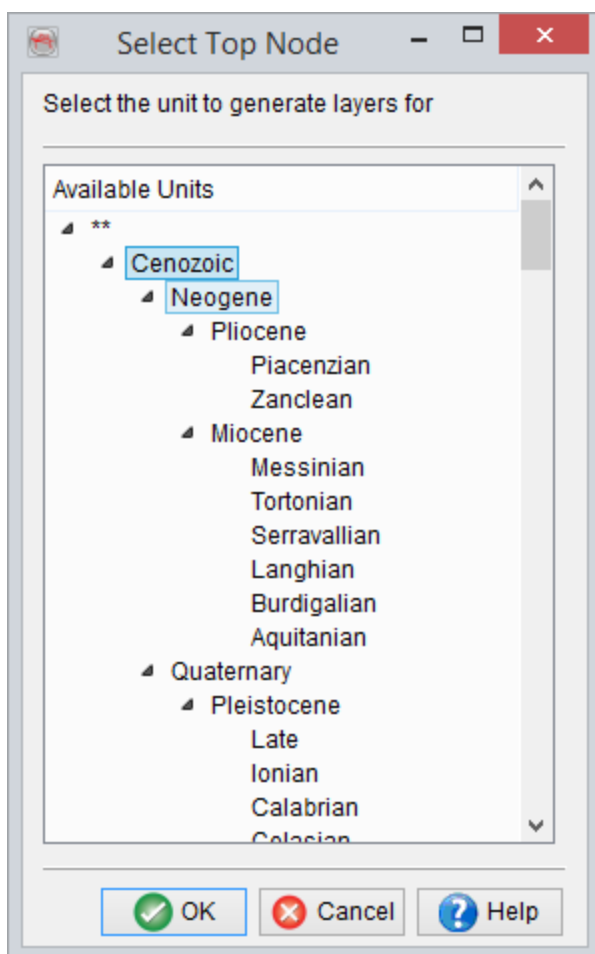 Select Top Node
Select the unit to generate layers for
Available Units
**
Cenozoic
Neogene
Pliocene
Piacenzian
Zanclean
Miocene
Messinian
Tortonian
Serravallian
Langhian
Burdigalian
Aquitanian
Quaternary
Pleistocene
Late
Ionian
Calabrian
Gelasian
OK
Cancel
Help